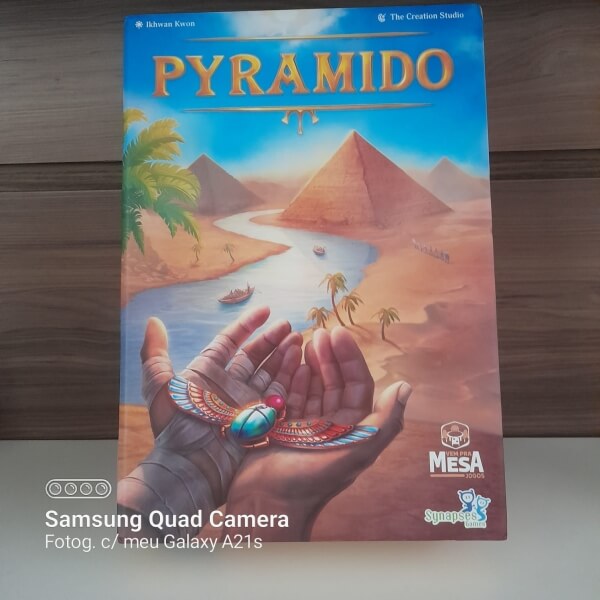 Ikhwan Kwon
The Creation Studio
PYRAMIDO
VEM PRA
MESA
JOGOS
Synapses
Games
Samsung Quad Camera
Fotog. c/ meu Galaxy A21s